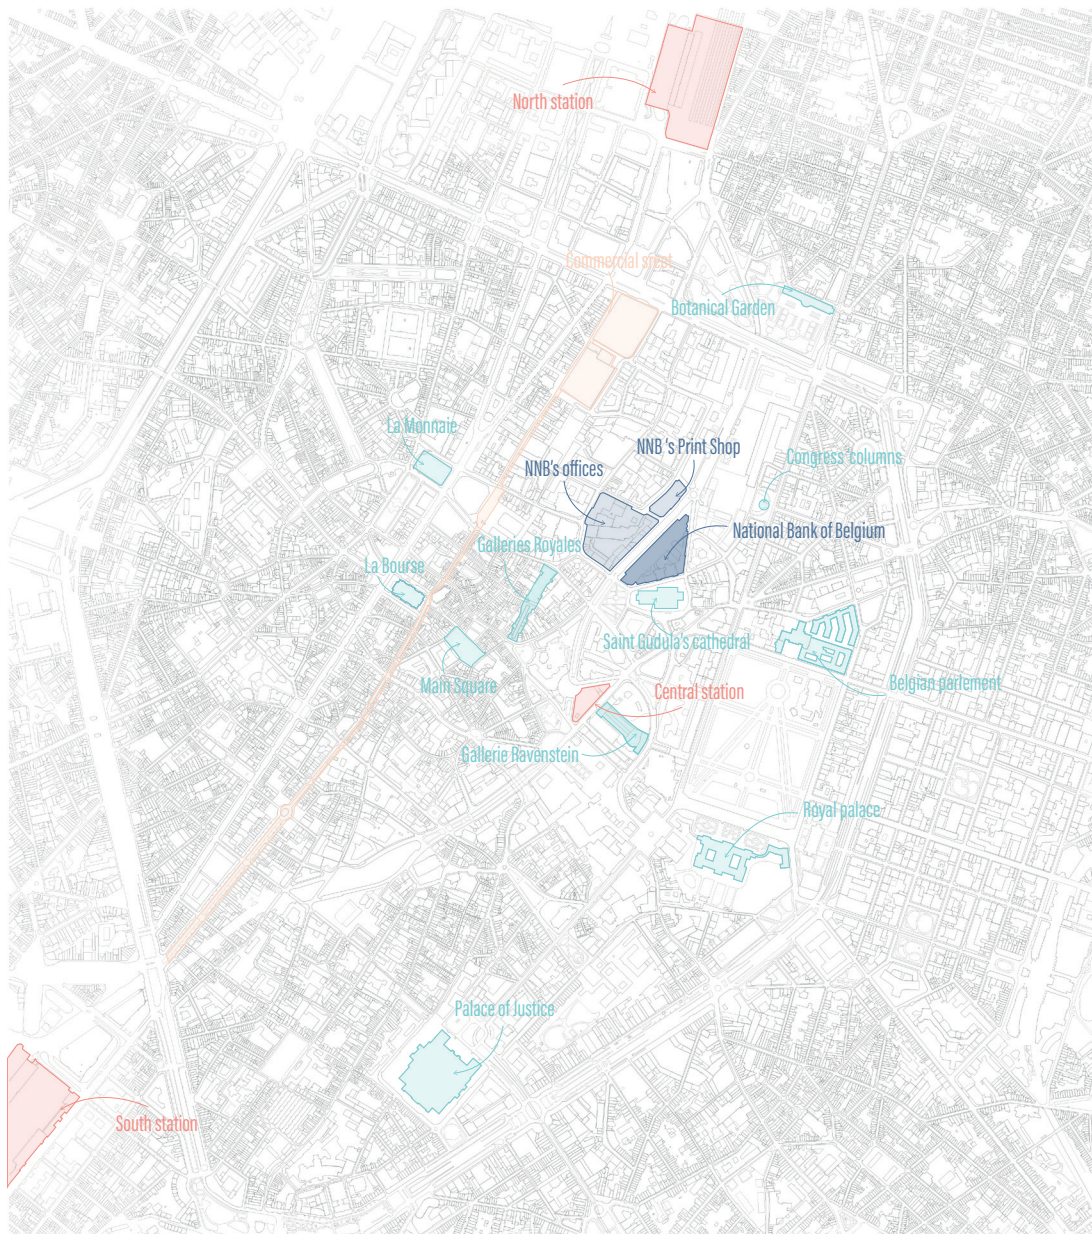 North station
Commercial sreet
Botanical Garden
La Monnaie
NNB 's Print Shop
NNB's offices
Congress 'columns
National Bank of Belgium
Galleries Royales
La Bourse
Saint Gudula's cathedral
Main Square
Central station
Belgian parlement
Gallerie Ravenstein
Royal palace
Palace of Justice
South station